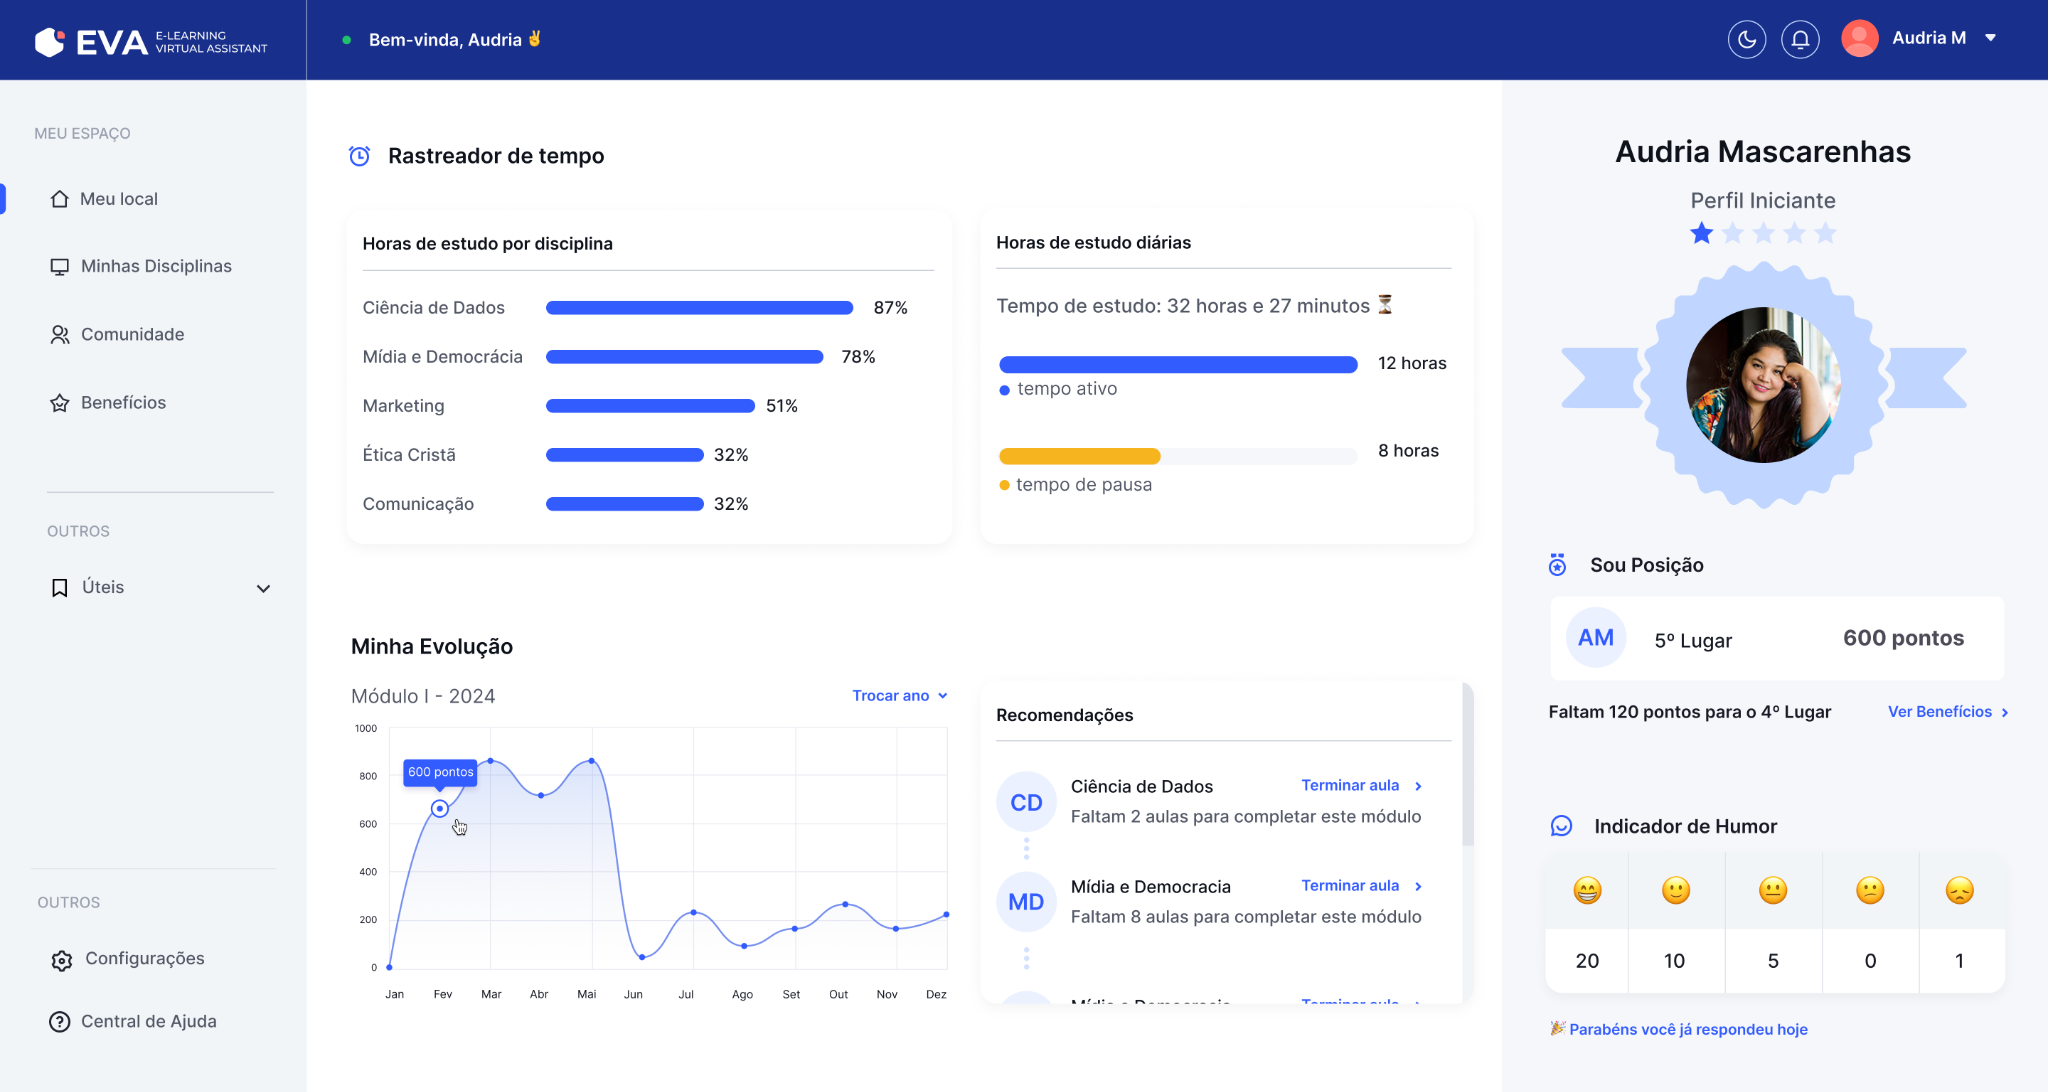 EVA E-LEARNING
VIRTUAL ASSISTANT
Bem-vinda, Audria ✌
Audria M
MEU ESPAÇO
Meu local
Minhas Disciplinas
Comunidade
Benefícios
OUTROS
Úteis
OUTROS
Configurações
Central de Ajuda
Rastreador de tempo
Horas de estudo por disciplina
Ciência de Dados 87%
Mídia e Democrácia 78%
Marketing 51%
Ética Cristã 32%
Comunicação 32%
Horas de estudo diárias
Tempo de estudo: 32 horas e 27 minutos ⏳
12 horas
tempo ativo
8 horas
tempo de pausa
Minha Evolução
Módulo I - 2024
Trocar ano
1000
800
600
400
200
0
600 pontos
Jan Fev Mar Abr Mai Jun Jul Ago Set Out Nov Dez
Recomendações
CD
Ciência de Dados Terminar aula
Faltam 2 aulas para completar este módulo
MD
Mídia e Democracia Terminar aula
Faltam 8 aulas para completar este módulo
Mídia e Democracia Terminar aula
Audria Mascarenhas
Perfil Iniciante
Sou Posição
AM 5º Lugar 600 pontos
Faltam 120 pontos para o 4º Lugar Ver Benefícios
Indicador de Humor
😁 🙂 😐 😕 😞
20 10 5 0 1
🎉 Parabéns você já respondeu hoje